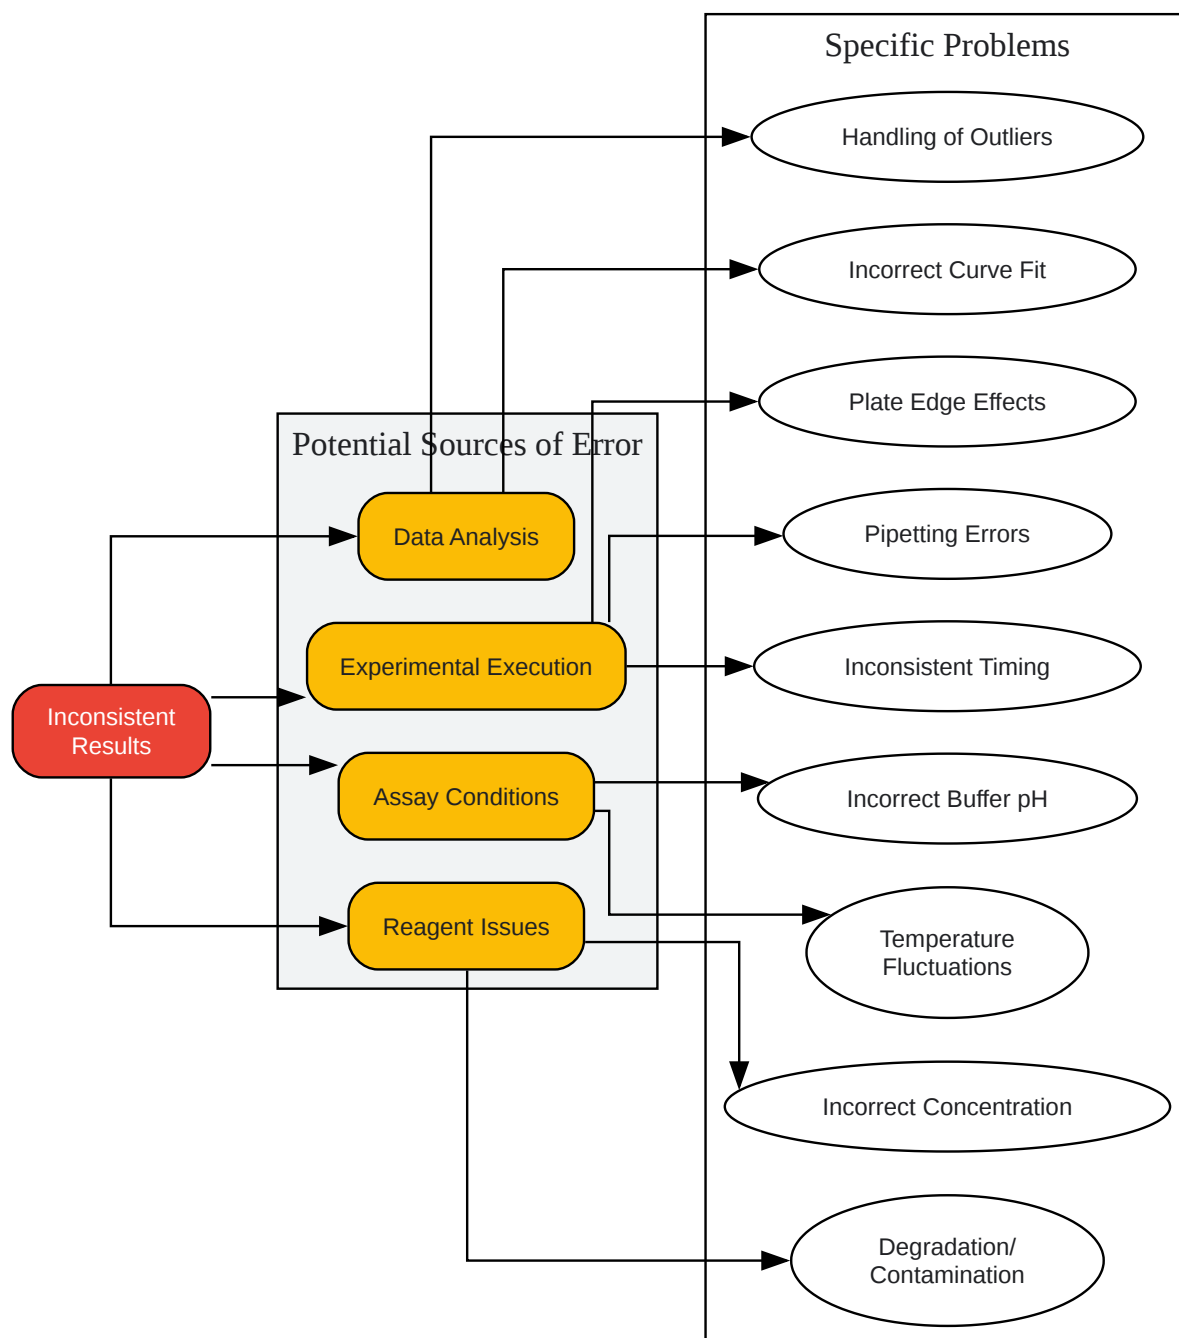 Specific Problems
Handling of Outliers
Incorrect Curve Fit
Plate Edge Effects
Potential Sources of Error
Data Analysis
Pipetting Errors
Experimental Execution
Inconsistent Timing
Inconsistent
Results
Assay Conditions
Incorrect Buffer pH
Reagent Issues
Temperature
Fluctuations
Incorrect Concentration
Degradation/
Contamination